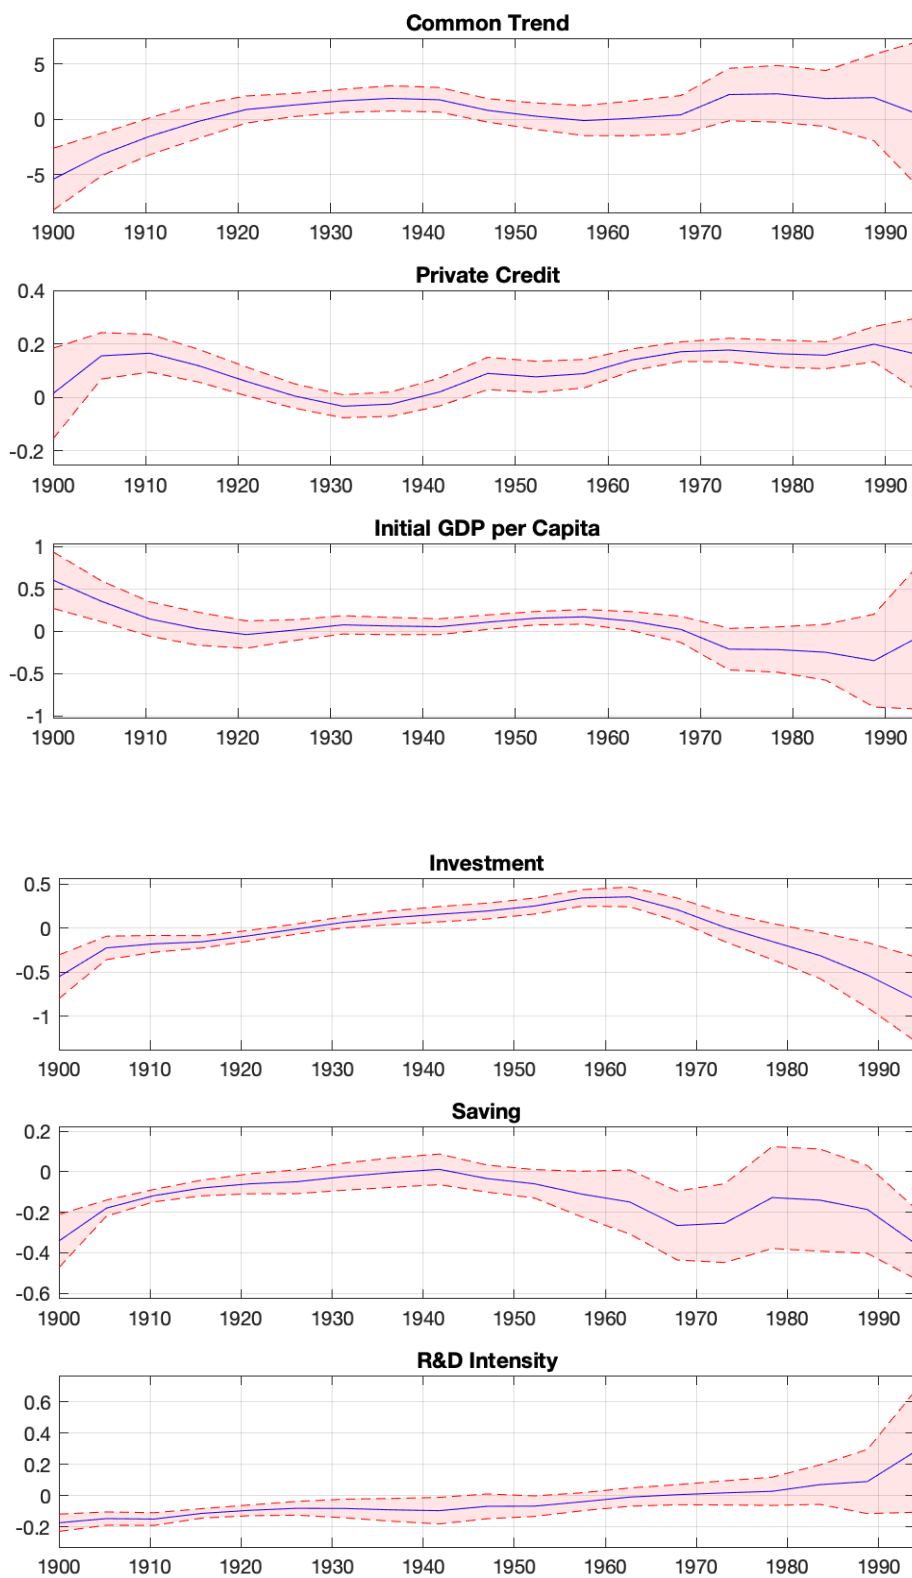 Common Trend
5
0
-5
1900 1910 1920 1930 1940 1950 1960 1970 1980 1990
Private Credit
0.4
0.2
0
-0.2
1900 1910 1920 1930 1940 1950 1960 1970 1980 1990
Initial GDP per Capita
1
0.5
0
-0.5
-1
1900 1910 1920 1930 1940 1950 1960 1970 1980 1990
Investment
0.5
0
-0.5
-1
1900 1910 1920 1930 1940 1950 1960 1970 1980 1990
Saving
0.2
0
-0.2
-0.4
-0.6
1900 1910 1920 1930 1940 1950 1960 1970 1980 1990
R&D Intensity
0.6
0.4
0.2
0
-0.2
1900 1910 1920 1930 1940 1950 1960 1970 1980 1990